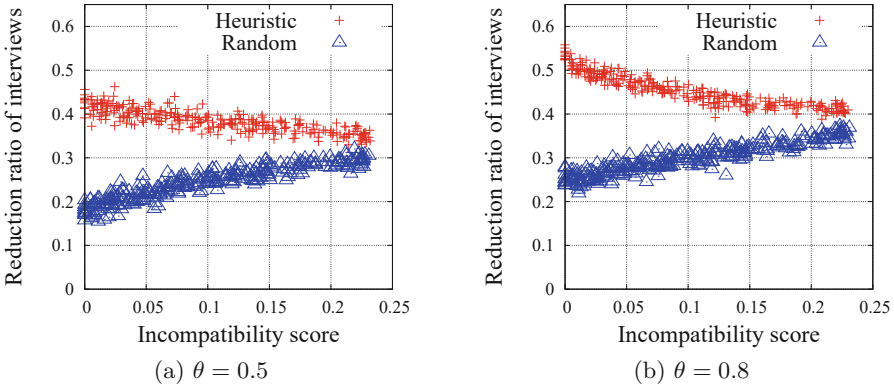 Reduction ratio of interviews
0.6
0.5
0.4
0.3
0.2
0.1
0
Heuristic
Random
0 0.05 0.1 0.15 0.2 0.25
Incompatibility score
(a) θ = 0.5
Reduction ratio of interviews
0.6
0.5
0.4
0.3
0.2
0.1
0
Heuristic
Random
0 0.05 0.1 0.15 0.2 0.25
Incompatibility score
(b) θ = 0.8